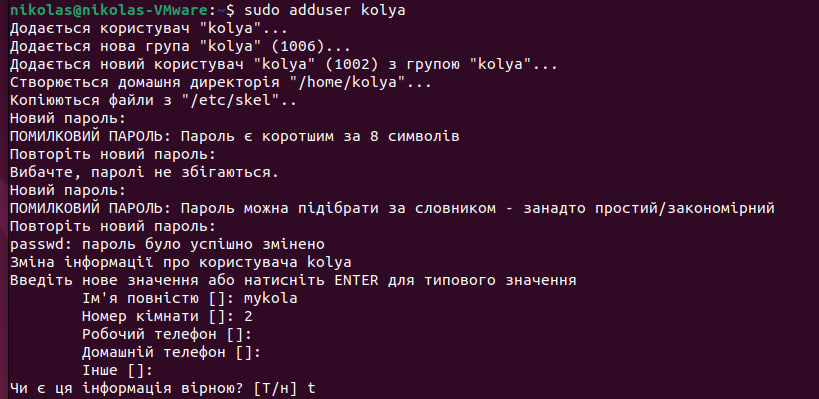 nikolas@nikolas-VMware:~$ sudo adduser kolya
Додається користувач "kolya"...
Додається нова група "kolya" (1006)...
Додається новий користувач "kolya" (1002) з групою "kolya"...
Створюється домашня директорія "/home/kolya"...
Копіюються файли з "/etc/skel"..
Новий пароль:
ПОМИЛКОВИЙ ПАРОЛЬ: Пароль є коротшим за 8 символів
Повторіть новий пароль:
Вибачте, паролі не збігаються.
Новий пароль:
ПОМИЛКОВИЙ ПАРОЛЬ: Пароль можна підібрати за словником - занадто простий/закономірний
Повторіть новий пароль:
passwd: пароль було успішно змінено
Зміна інформації про користувача kolya
Введіть нове значення або натисніть ENTER для типового значення
Ім'я повністю []: mykola
Номер кімнати []: 2
Робочий телефон []:
Домашній телефон []:
Інше []:
Чи є ця інформація вірною? [Т/н] t